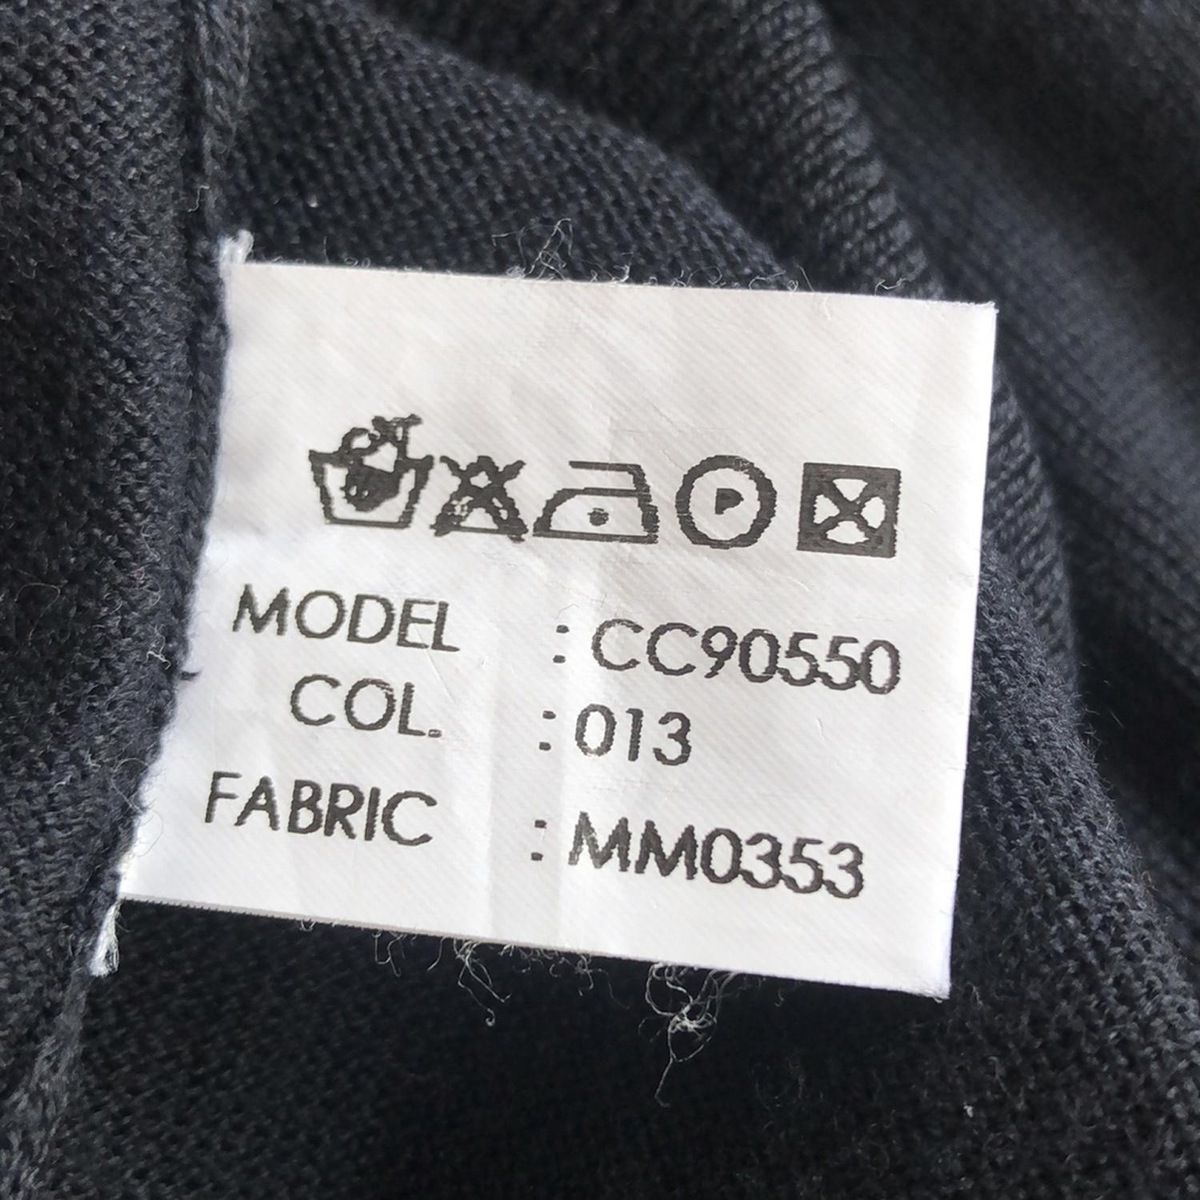 P
MODEL : CC90550
COL. : 013
FABRIC : MM0353